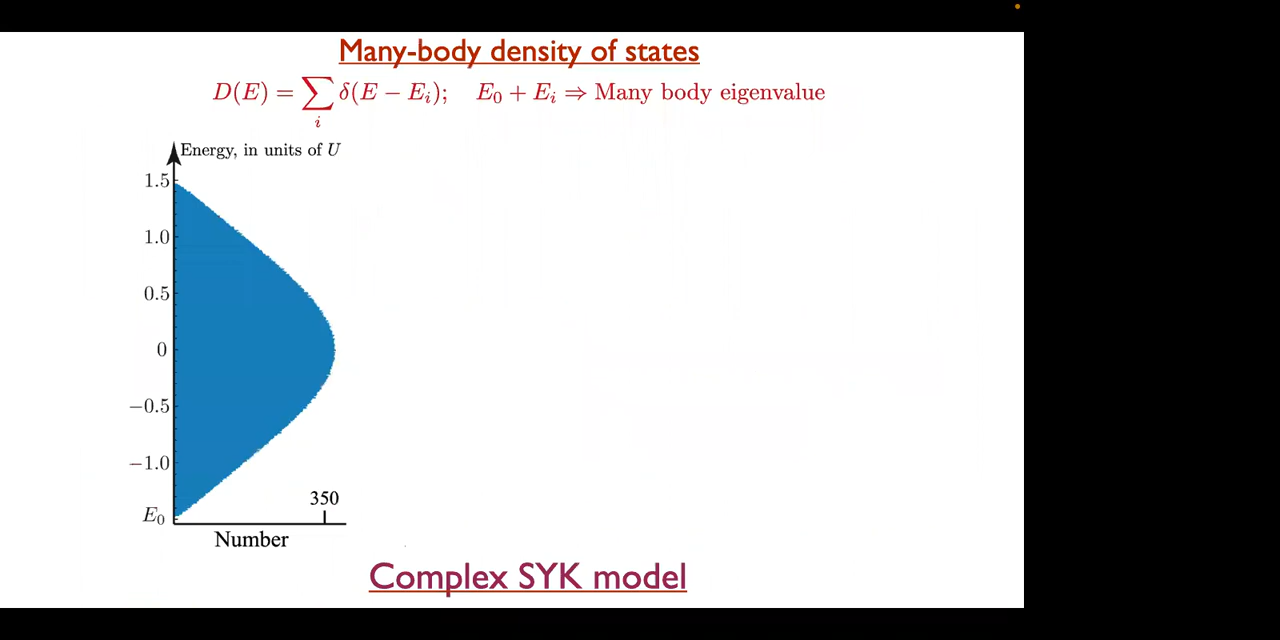 Many-body density of states
D(E) = ∑_i δ(E − E_i); E_0 + E_i ⇒ Many body eigenvalue
Energy, in units of U
1.5
1.0
0.5
0
−0.5
−1.0
E_0
350
Number
Complex SYK model